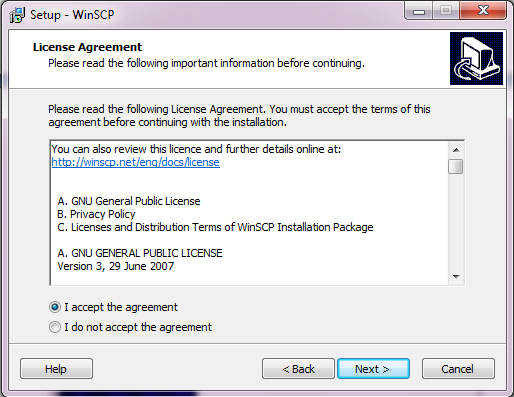 Setup - WinSCP
License Agreement
Please read the following important information before continuing.
Please read the following License Agreement. You must accept the terms of this
agreement before continuing with the installation.
You can also review this licence and further details online at:
http://winscp.net/eng/docs/license
A. GNU General Public License
B. Privacy Policy
C. Licenses and Distribution Terms of WinSCP Installation Package
A. GNU GENERAL PUBLIC LICENSE
Version 3, 29 June 2007
I accept the agreement
I do not accept the agreement
Help
< Back
Next >
Cancel